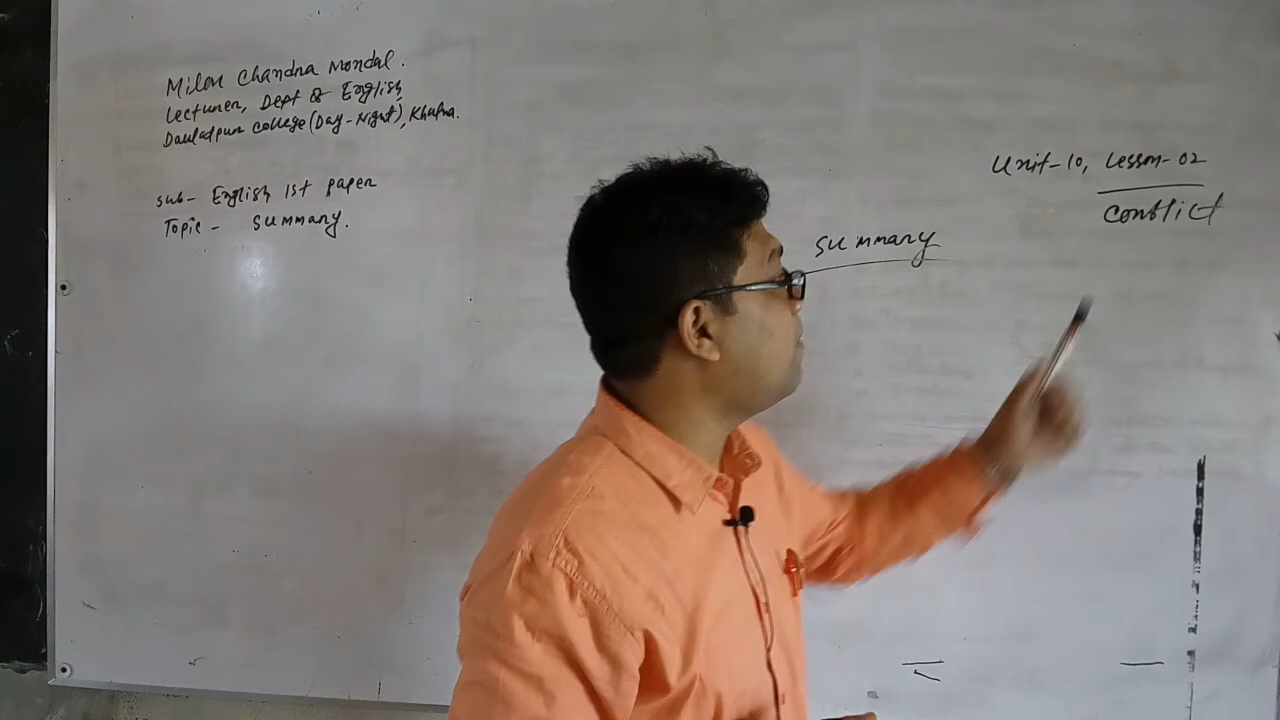 Milon Chandra Mondal.
Lecturer, Dept of English,
Daulatpur College (Day-Night), Khulna.
Sub- English 1st paper
Topic - Summary.
Summary
Unit-10, Lesson-02
Conflict